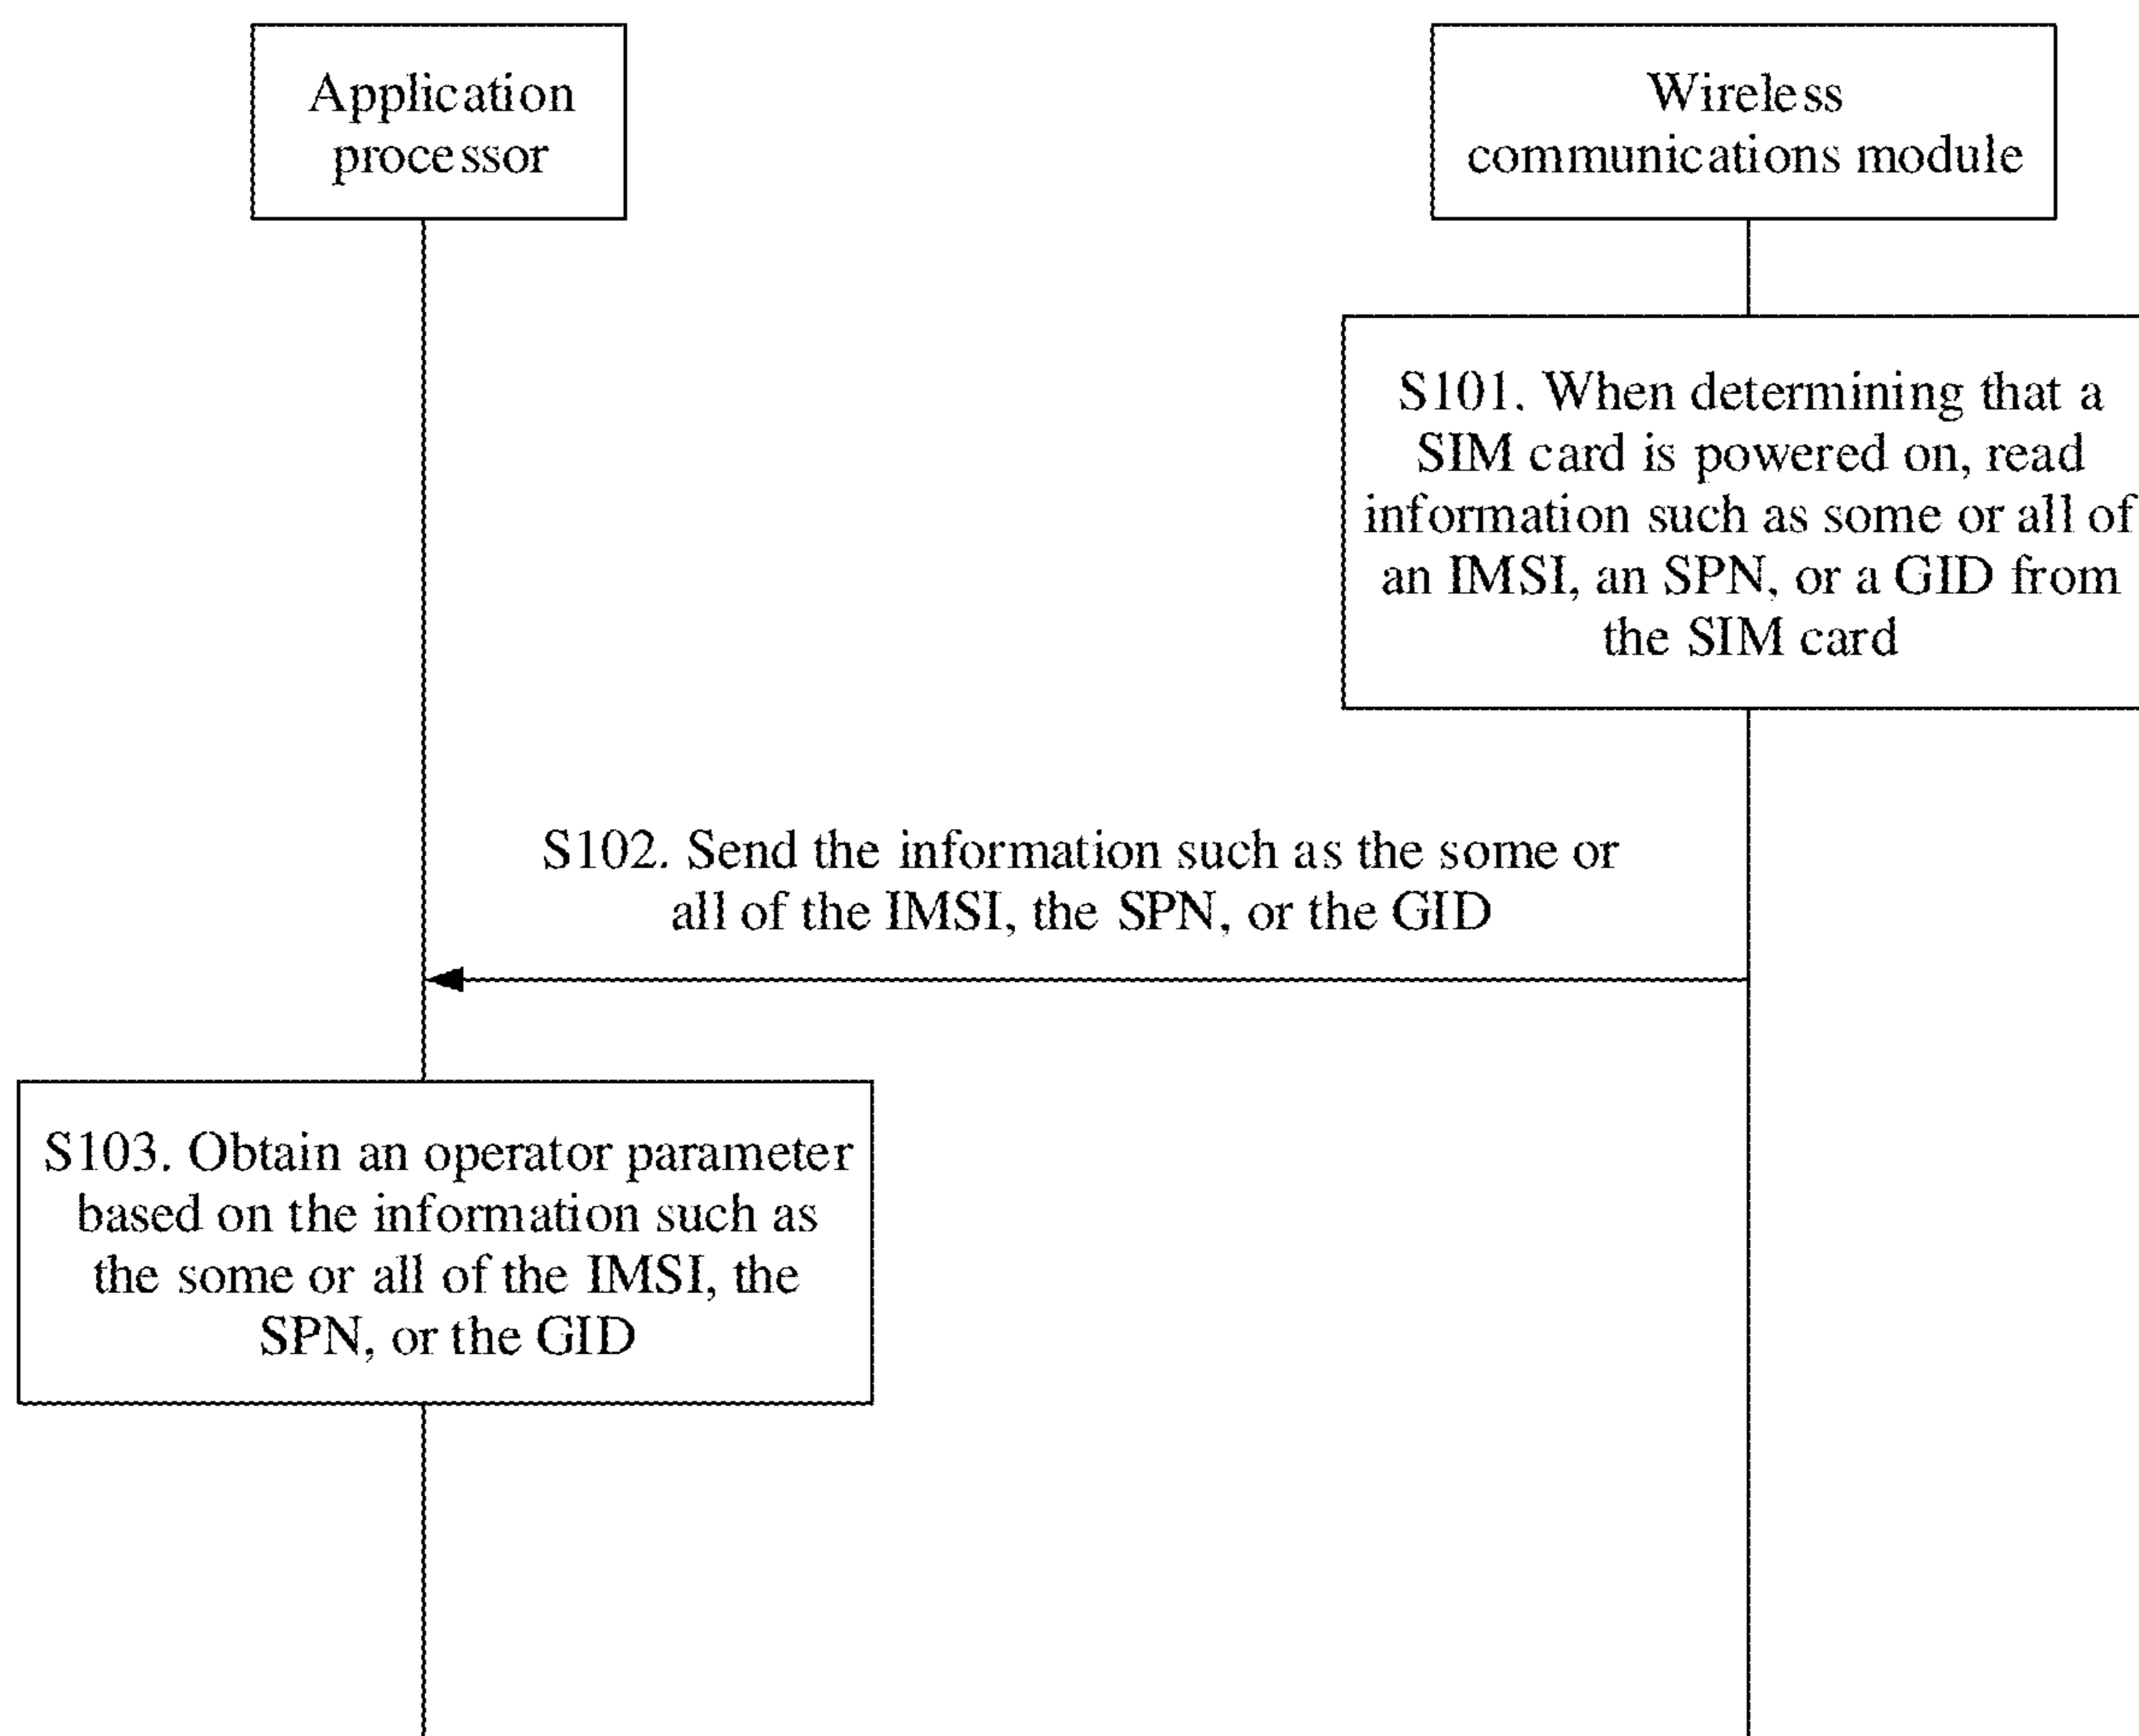 Application
processor
Wireless
communications module
S101. When determining that a
SIM card is powered on, read
information such as some or all of
an IMSI, an SPN, or a GID from
the SIM card
S102. Send the information such as the some or
all of the IMSI, the SPN, or the GID
S103. Obtain an operator parameter
based on the information such as
the some or all of the IMSI, the
SPN, or the GID